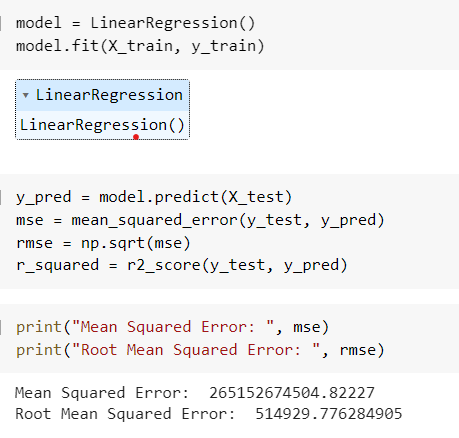 model = LinearRegression()
model.fit(X_train, y_train)
▾ LinearRegression
LinearRegression()
y_pred = model.predict(X_test)
mse = mean_squared_error(y_test, y_pred)
rmse = np.sqrt(mse)
r_squared = r2_score(y_test, y_pred)
print("Mean Squared Error: ", mse)
print("Root Mean Squared Error: ", rmse)
Mean Squared Error:  265152674504.82227
Root Mean Squared Error:  514929.776284905